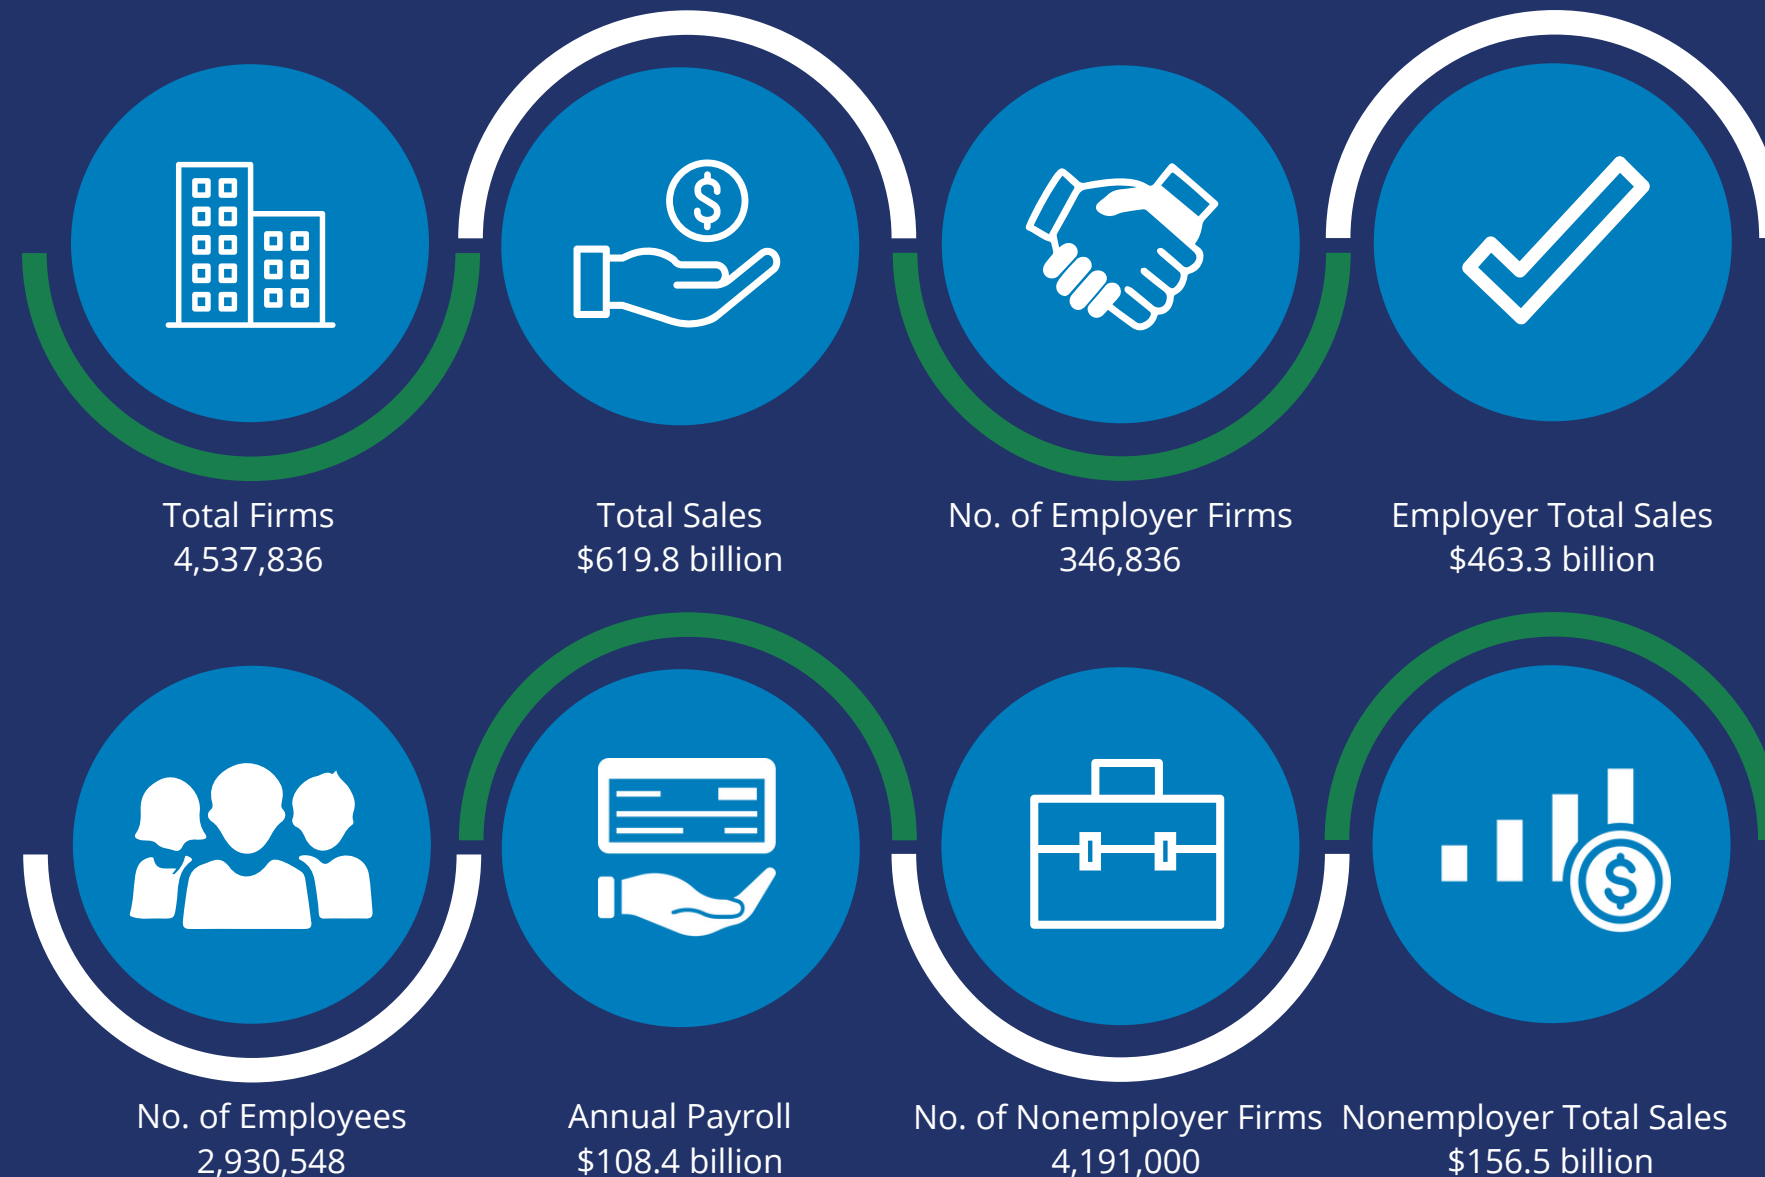 Total Firms
4,537,836
Total Sales
$619.8 billion
No. of Employer Firms
346,836
Employer Total Sales
$463.3 billion
No. of Employees
2,930,548
Annual Payroll
$108.4 billion
No. of Nonemployer Firms
4,191,000
Nonemployer Total Sales
$156.5 billion